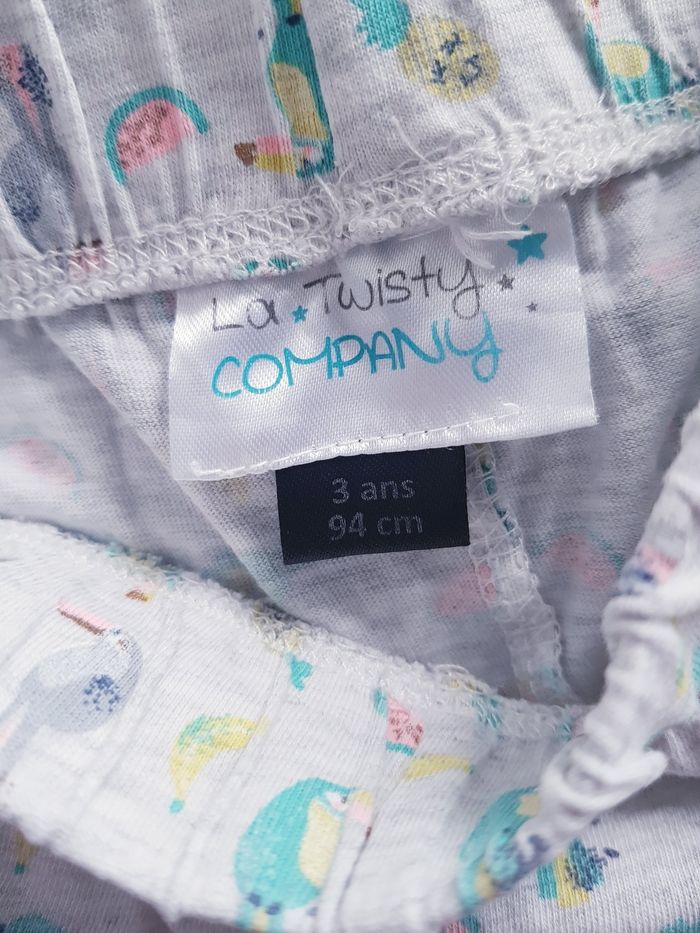 La Twisty
COMPANY
3 ans
94 cm